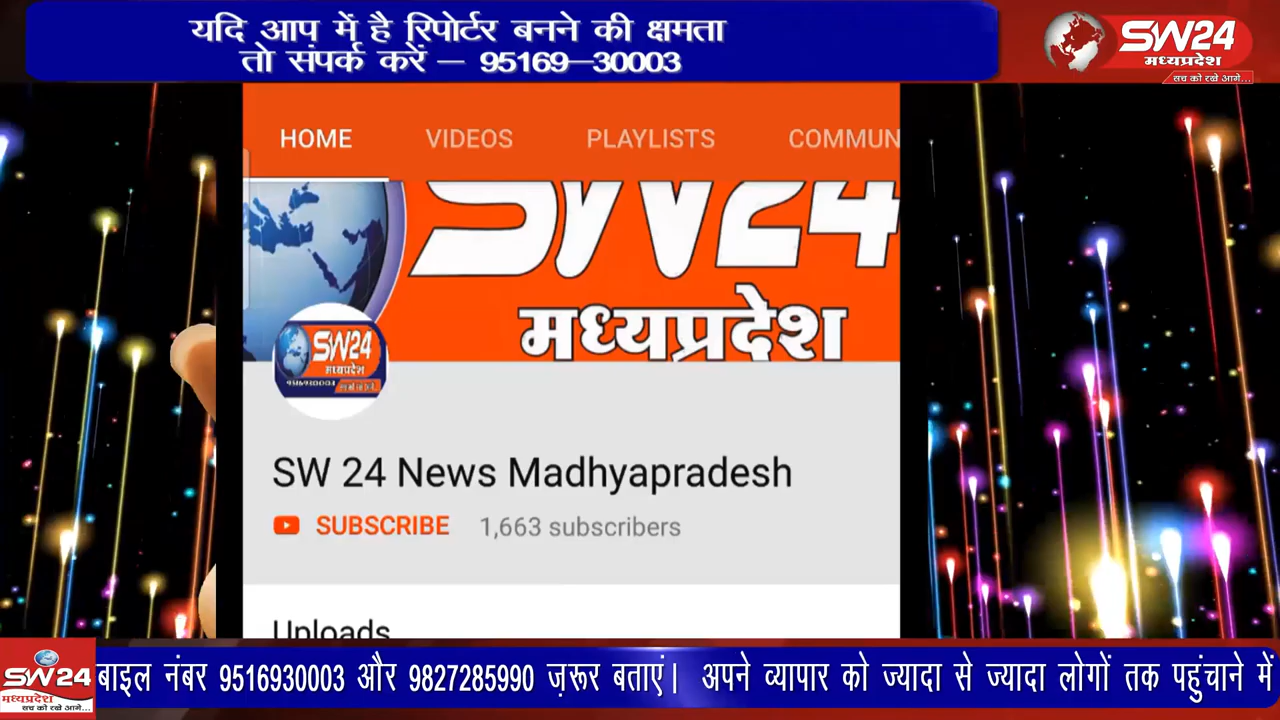 यदि आप में है रिपोर्टर बनने की क्षमता
तो संपर्क करें – 95169–30003
SW24
मध्यप्रदेश
सच को रखे आगे...
HOME VIDEOS PLAYLISTS COMMUN
SW24
मध्यप्रदेश
SW24
मध्यप्रदेश
9516930003
SW 24 News Madhyapradesh
SUBSCRIBE 1,663 subscribers
Uploads
SW24
मध्यप्रदेश
सच को रखे आगे...
बाइल नंबर 9516930003 और 9827285990 ज़रूर बताएं। अपने व्यापार को ज्यादा से ज्यादा लोगों तक पहुंचाने में